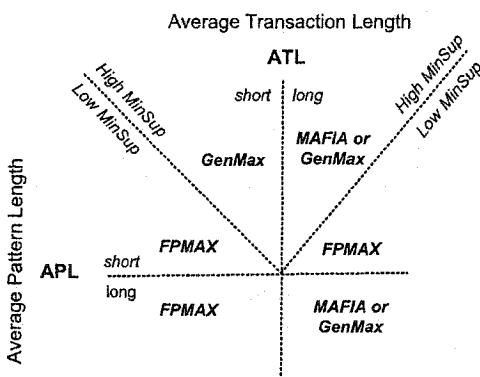 Average Transaction Length
ATL
short long
High MinSup
Low MinSup
High MinSup
Low MinSup
GenMax
MAFIA or
GenMax
Average Pattern Length
APL
short
long
FPMAX
FPMAX
FPMAX
MAFIA or
GenMax